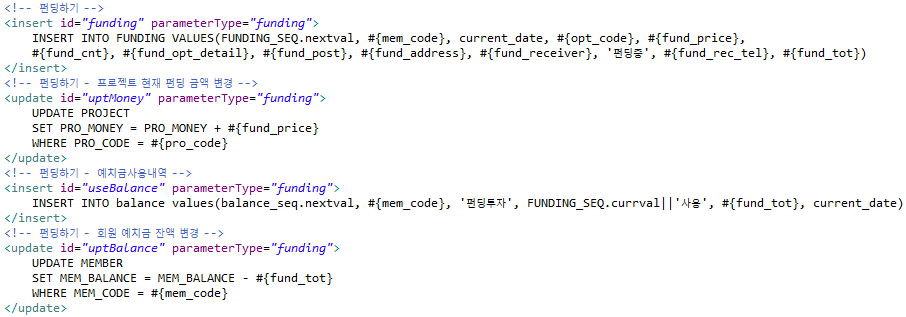 <!-- 펀딩하기 -->
<insert id="funding" parameterType="funding">
    INSERT INTO FUNDING VALUES(FUNDING_SEQ.nextval, #{mem_code}, current_date, #{opt_code}, #{fund_price},
    #{fund_cnt}, #{fund_opt_detail}, #{fund_post}, #{fund_address}, #{fund_receiver}, '펀딩중', #{fund_rec_tel}, #{fund_tot})
</insert>
<!-- 펀딩하기 - 프로젝트 현재 펀딩 금액 변경 -->
<update id="uptMoney" parameterType="funding">
    UPDATE PROJECT
    SET PRO_MONEY = PRO_MONEY + #{fund_price}
    WHERE PRO_CODE = #{pro_code}
</update>
<!-- 펀딩하기 - 예치금사용내역 -->
<insert id="useBalance" parameterType="funding">
    INSERT INTO balance values(balance_seq.nextval, #{mem_code}, '펀딩투자', FUNDING_SEQ.currval||'사용', #{fund_tot}, current_date)
</insert>
<!-- 펀딩하기 - 회원 예치금 잔액 변경 -->
<update id="uptBalance" parameterType="funding">
    UPDATE MEMBER
    SET MEM_BALANCE = MEM_BALANCE - #{fund_tot}
    WHERE MEM_CODE = #{mem_code}
</update>